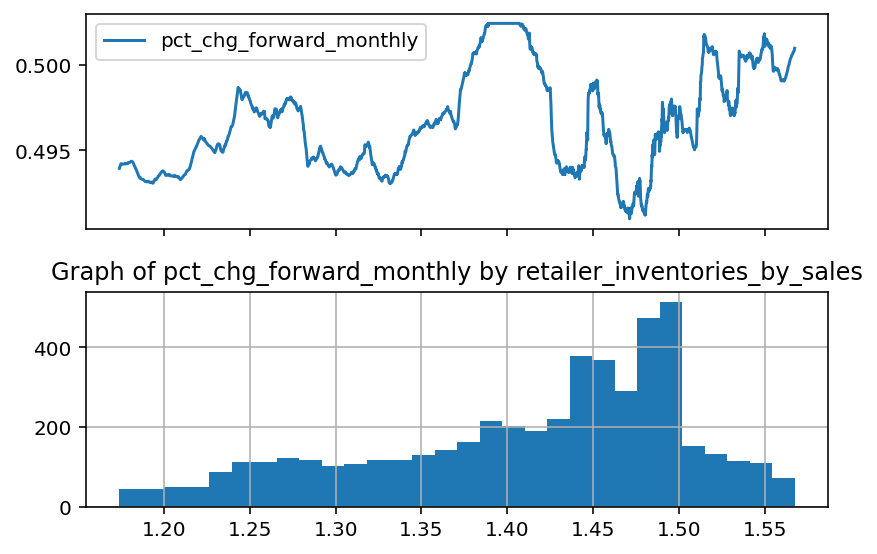 pct_chg_forward_monthly
0.500
0.495
Graph of pct_chg_forward_monthly by retailer_inventories_by_sales
400
200
0
1.20 1.25 1.30 1.35 1.40 1.45 1.50 1.55